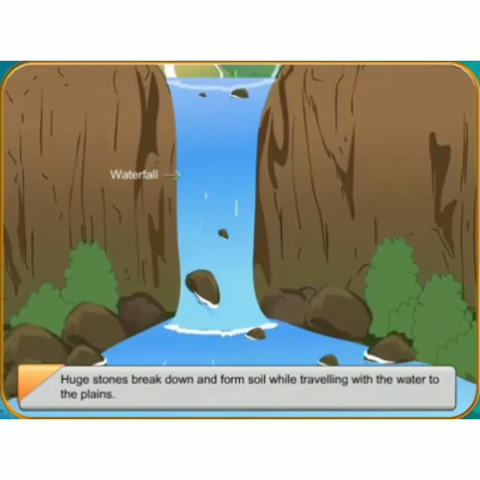 Waterfall
Huge stones break down and form soil while travelling with the water to
the plains.